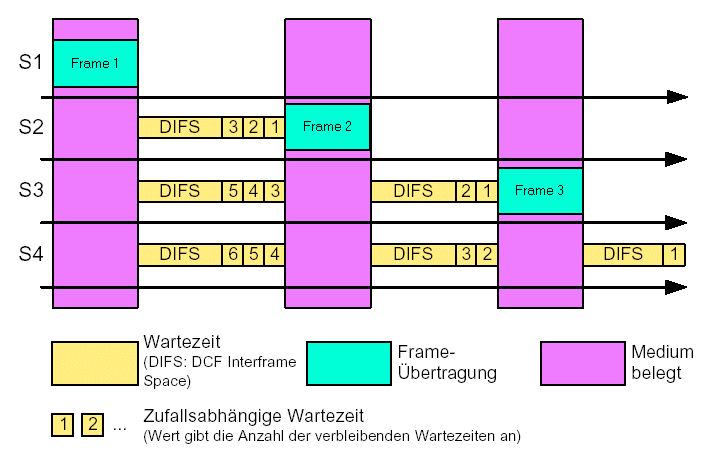 S1 Frame 1
S2 DIFS 3 2 1 Frame 2
S3 DIFS 5 4 3 DIFS 2 1 Frame 3
S4 DIFS 6 5 4 DIFS 3 2 DIFS 1
Wartezeit
(DIFS: DCF Interframe
Space)
Frame-
Übertragung
Medium
belegt
1 2 ... Zufallsabhängige Wartezeit
(Wert gibt die Anzahl der verbleibenden Wartezeiten an)